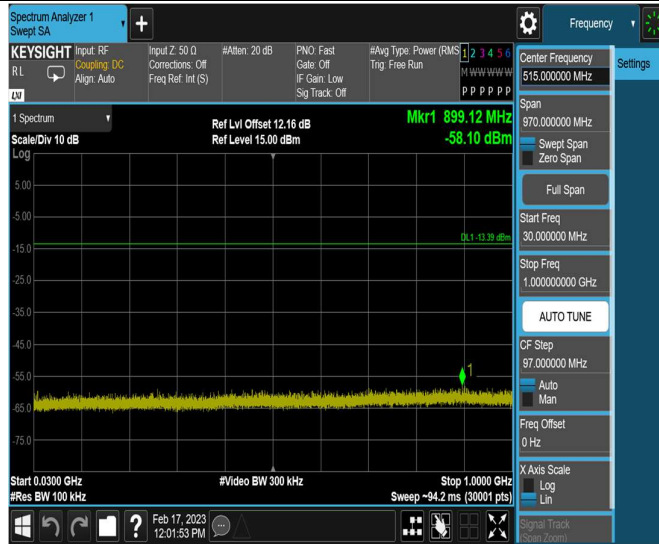 Spectrum Analyzer 1
Swept SA
+
Frequency
KEYSIGHT
RL
LXI
Input: RF
Coupling: DC
Align: Auto
Input Z: 50 Ω
Corrections: Off
Freq Ref: Int (S)
#Atten: 20 dB
PNO: Fast
Gate: Off
IF Gain: Low
Sig Track: Off
#Avg Type: Power (RMS
Trig: Free Run
1 2 3 4 5 6
M W W W W W
P P P P P P
1 Spectrum
Scale/Div 10 dB
Ref Lvl Offset 12.16 dB
Ref Level 15.00 dBm
Mkr1 899.12 MHz
-58.10 dBm
Log
5.00
-5.00
-15.0
-25.0
-35.0
-45.0
-55.0
-65.0
-75.0
DL1 -13.39 dBm
1
Start 0.0300 GHz
#Res BW 100 kHz
#Video BW 300 kHz
Stop 1.0000 GHz
Sweep ~94.2 ms (30001 pts)
Feb 17, 2023
12:01:53 PM
?
Center Frequency
515.000000 MHz
Settings
Span
970.000000 MHz
Swept Span
Zero Span
Full Span
Start Freq
30.000000 MHz
Stop Freq
1.000000000 GHz
AUTO TUNE
CF Step
97.000000 MHz
Auto
Man
Freq Offset
0 Hz
X Axis Scale
Log
Lin
Signal Track
(Span Zoom)